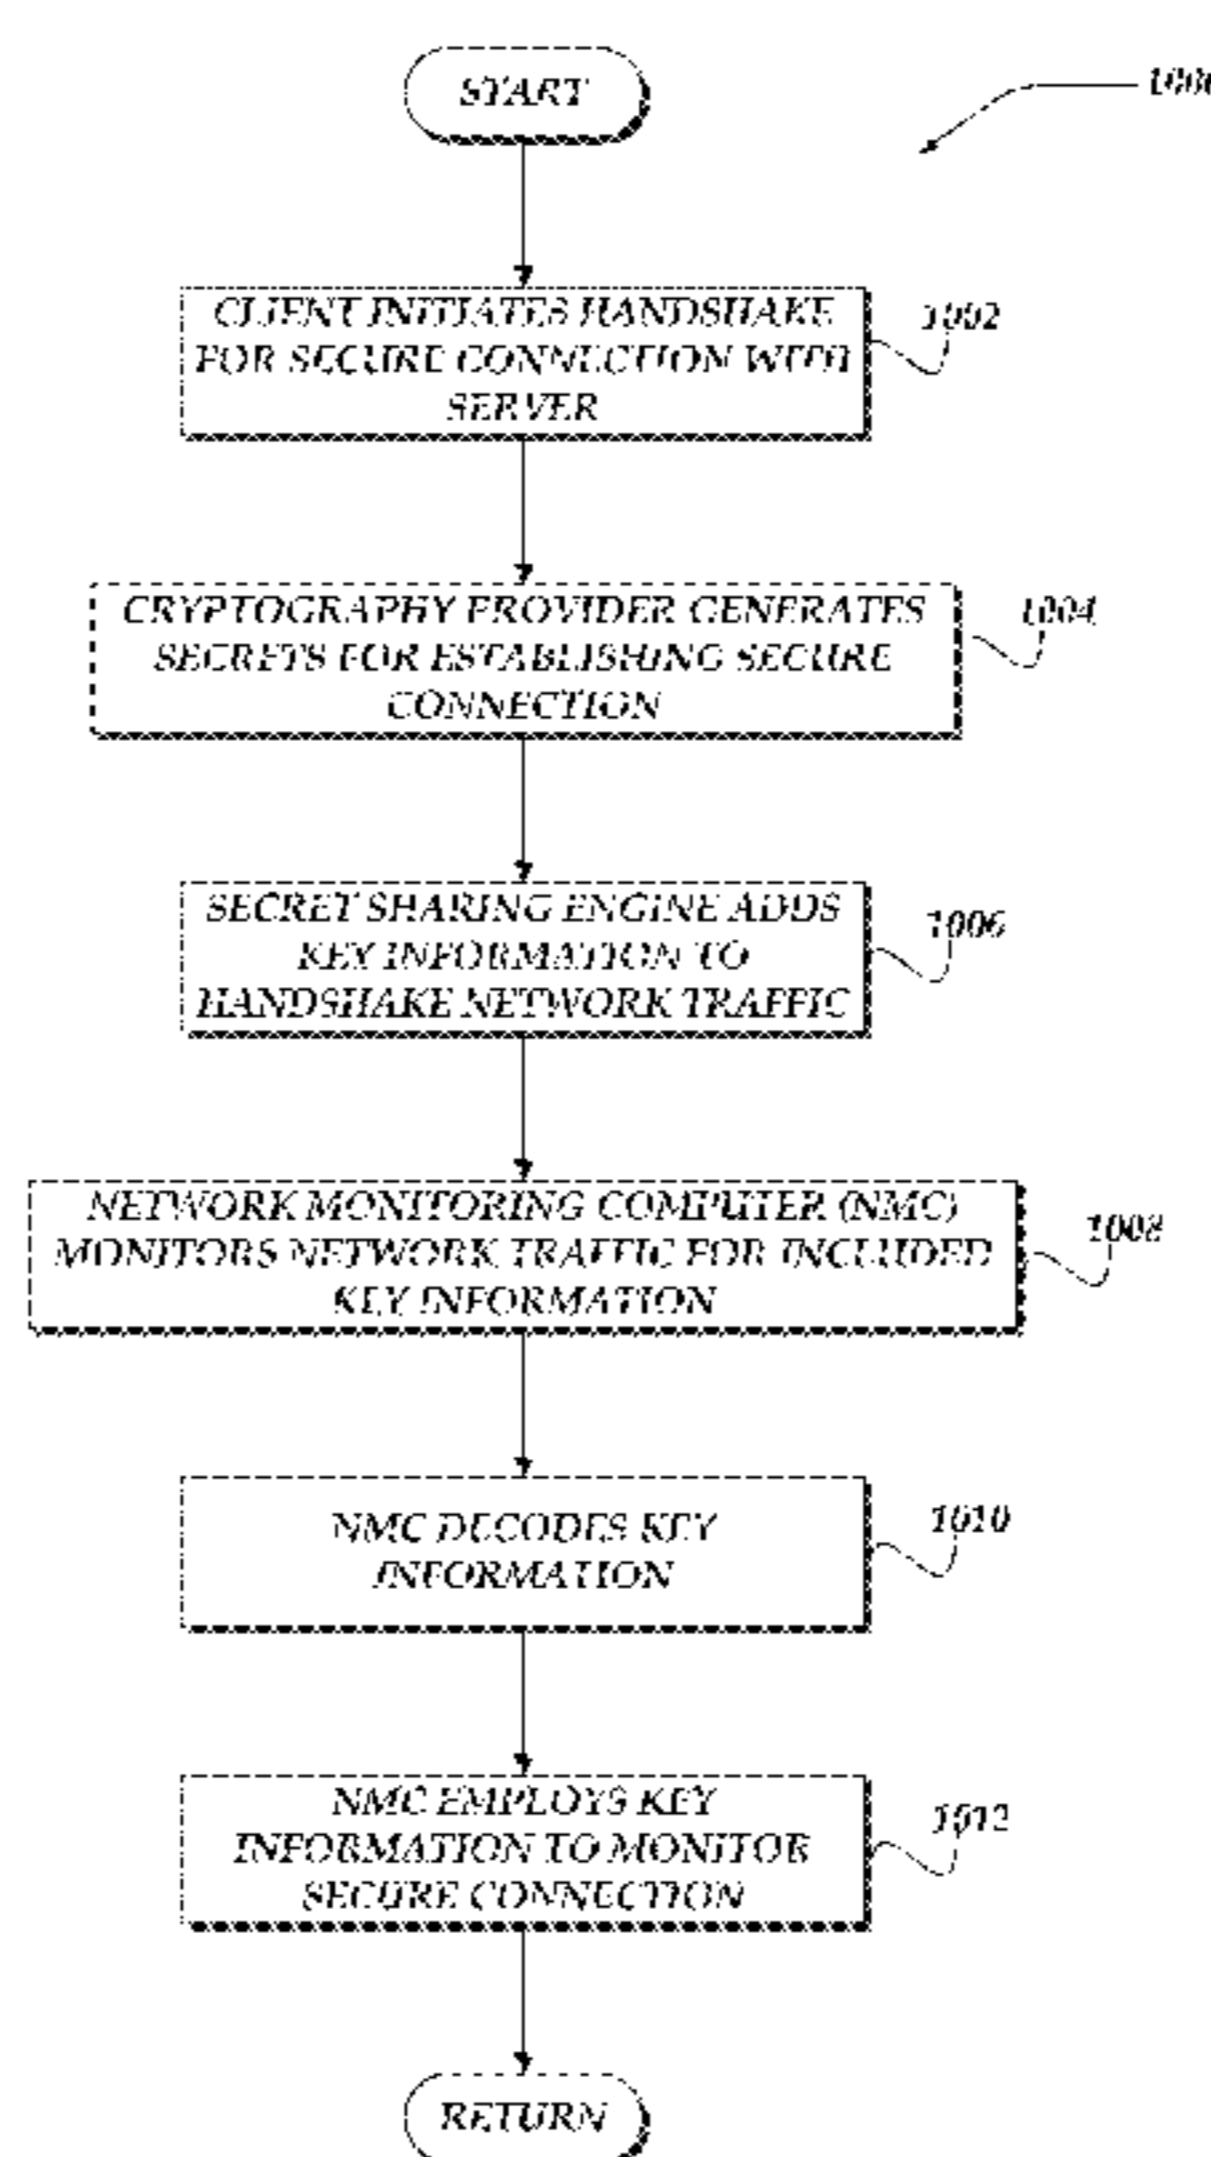 START
1000
CLIENT INITIATES HANDSHAKE
FOR SECURE CONNECTION WITH
SERVER
1002
CRYPTOGRAPHY PROVIDER GENERATES
SECRETS FOR ESTABLISHING SECURE
CONNECTION
1004
SECRET SHARING ENGINE ADDS
KEY INFORMATION TO
HANDSHAKE NETWORK TRAFFIC
1006
NETWORK MONITORING COMPUTER (NMC)
MONITORS NETWORK TRAFFIC FOR INCLUDED
KEY INFORMATION
1008
NMC DECODES KEY
INFORMATION
1010
NMC EMPLOYS KEY
INFORMATION TO MONITOR
SECURE CONNECTION
1012
RETURN